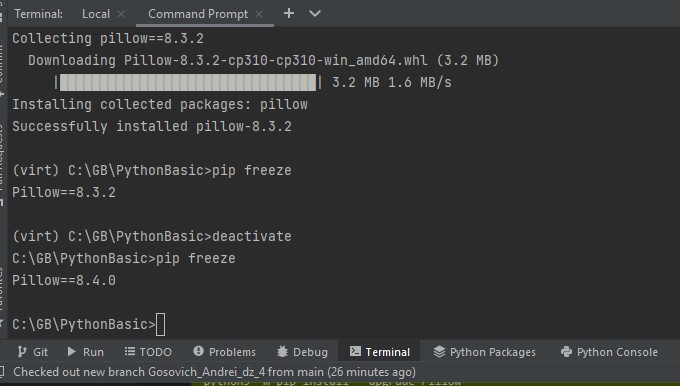 Terminal: Local × Command Prompt × +
Collecting pillow==8.3.2
Downloading Pillow-8.3.2-cp310-cp310-win_amd64.whl (3.2 MB)
| | 3.2 MB 1.6 MB/s
Installing collected packages: pillow
Successfully installed pillow-8.3.2
(virt) C:\GB\PythonBasic>pip freeze
Pillow==8.3.2
(virt) C:\GB\PythonBasic>deactivate
C:\GB\PythonBasic>pip freeze
Pillow==8.4.0
C:\GB\PythonBasic>
Git Run TODO Problems Debug Terminal Python Packages Python Console
Checked out new branch Gosovich_Andrei_dz_4 from main (26 minutes ago)